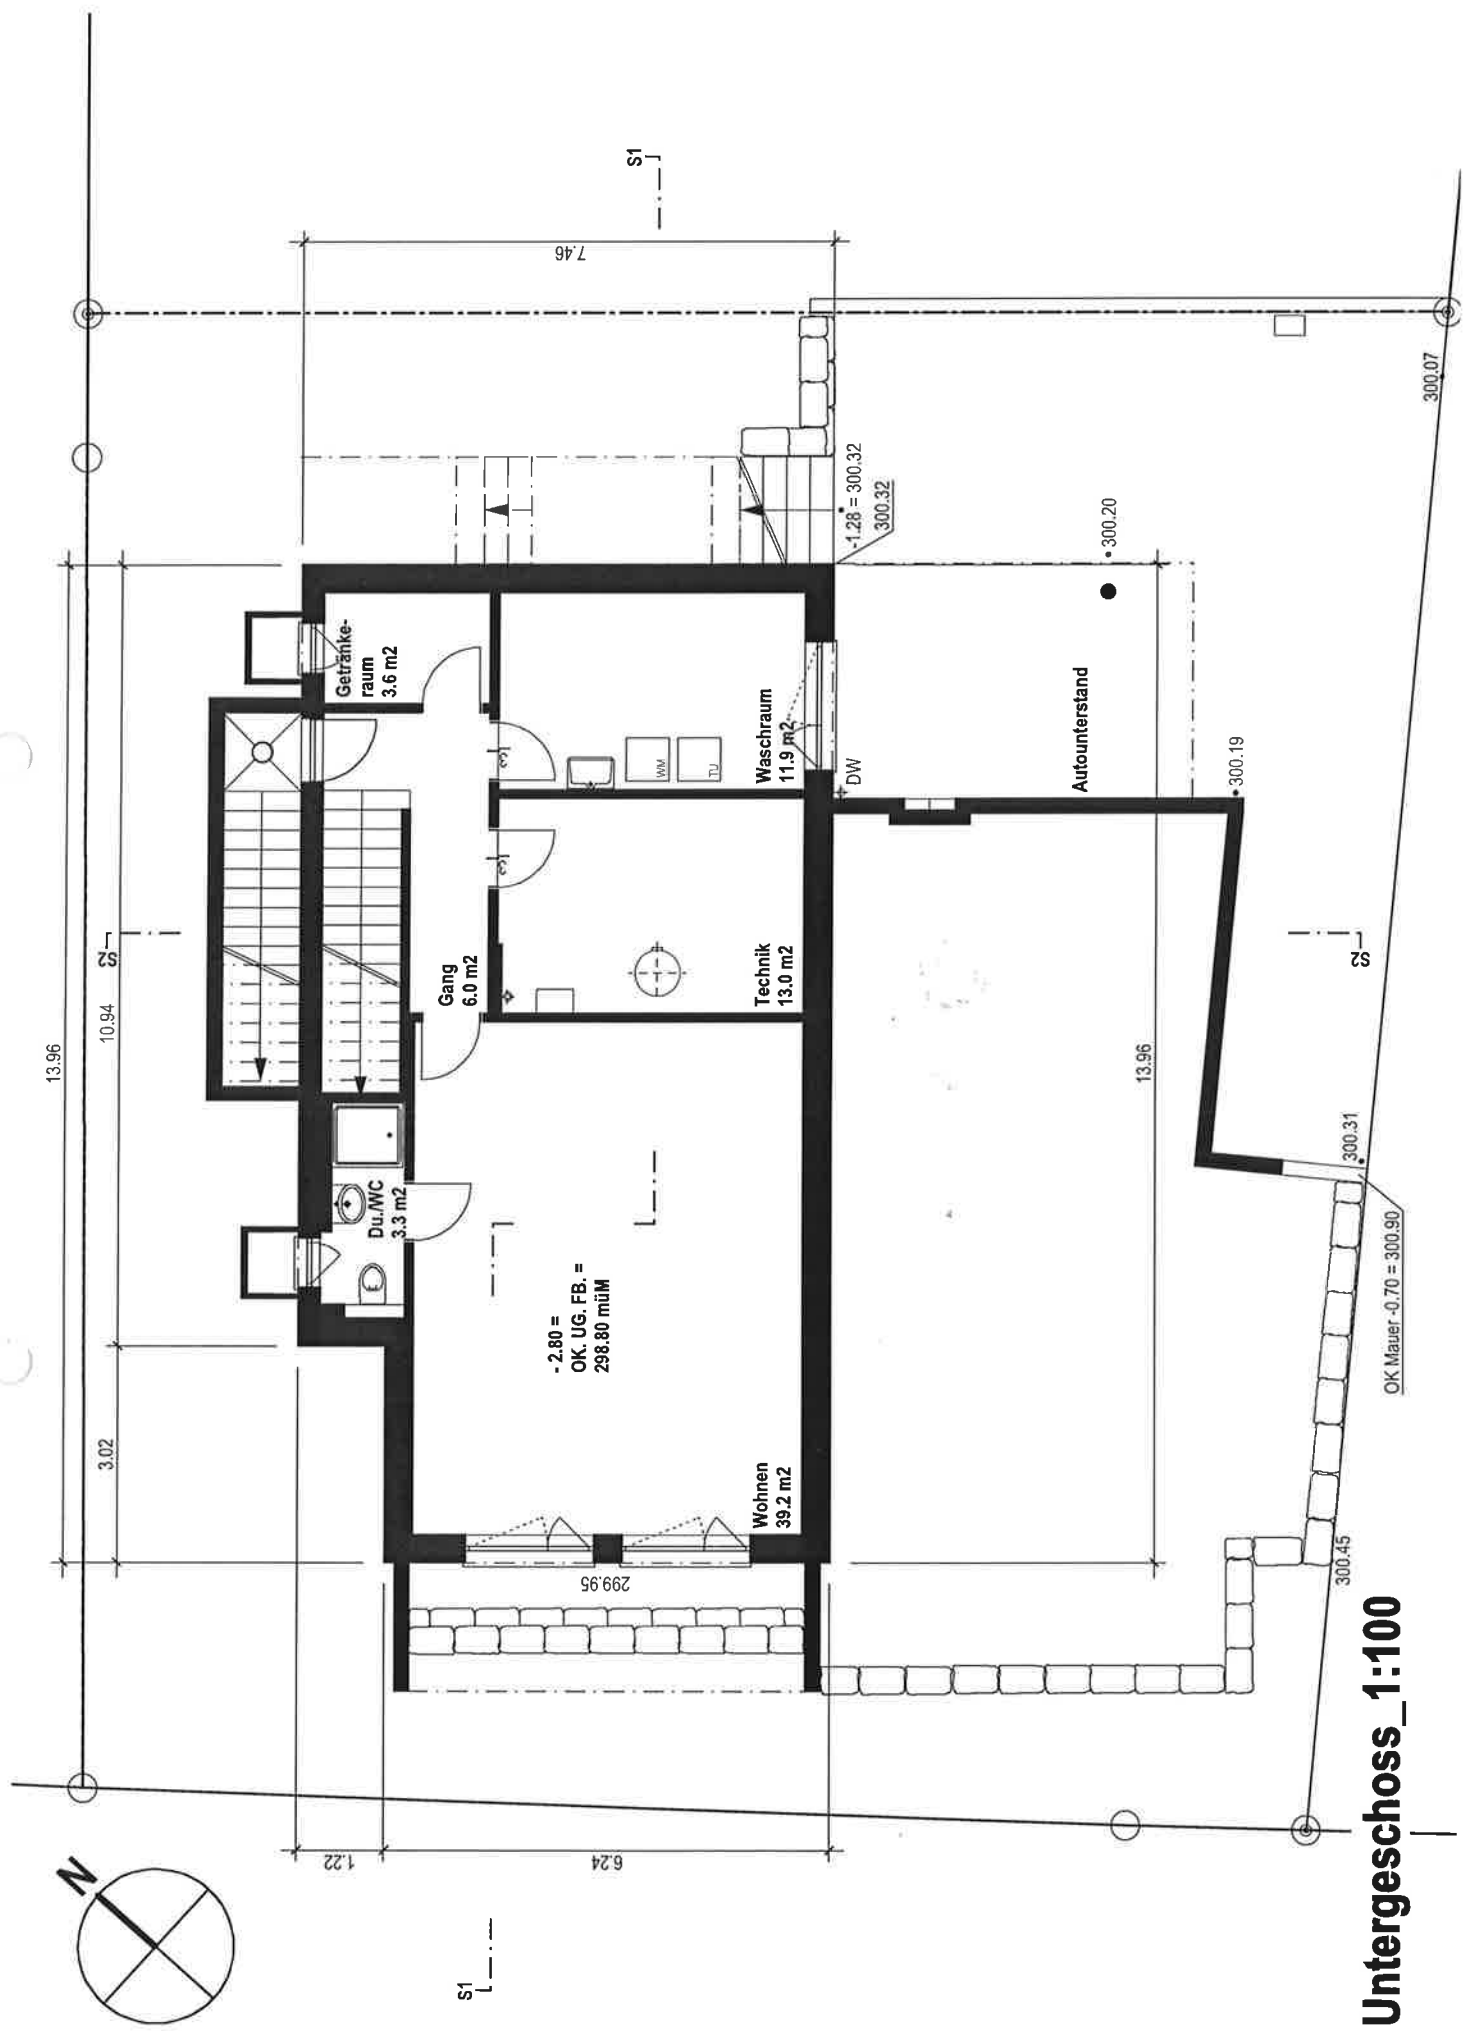 N
13.96
10.94
3.02
S2
S2
S1
S1
7.46
1.22
6.24
Getränke-
raum
3.6 m2
Waschraum
11.9 m2
WM
TU
DW
Technik
13.0 m2
Gang
6.0 m2
Du./WC
3.3 m2
- 2.80 =
OK. UG. FB. =
298.80 müM
Wohnen
39.2 m2
299.95
-1.28 = 300.32
300.32
300.20
300.07
Autounterstand
300.19
13.96
300.31
OK Mauer -0.70 = 300.90
300.45
Untergeschoss_1:100